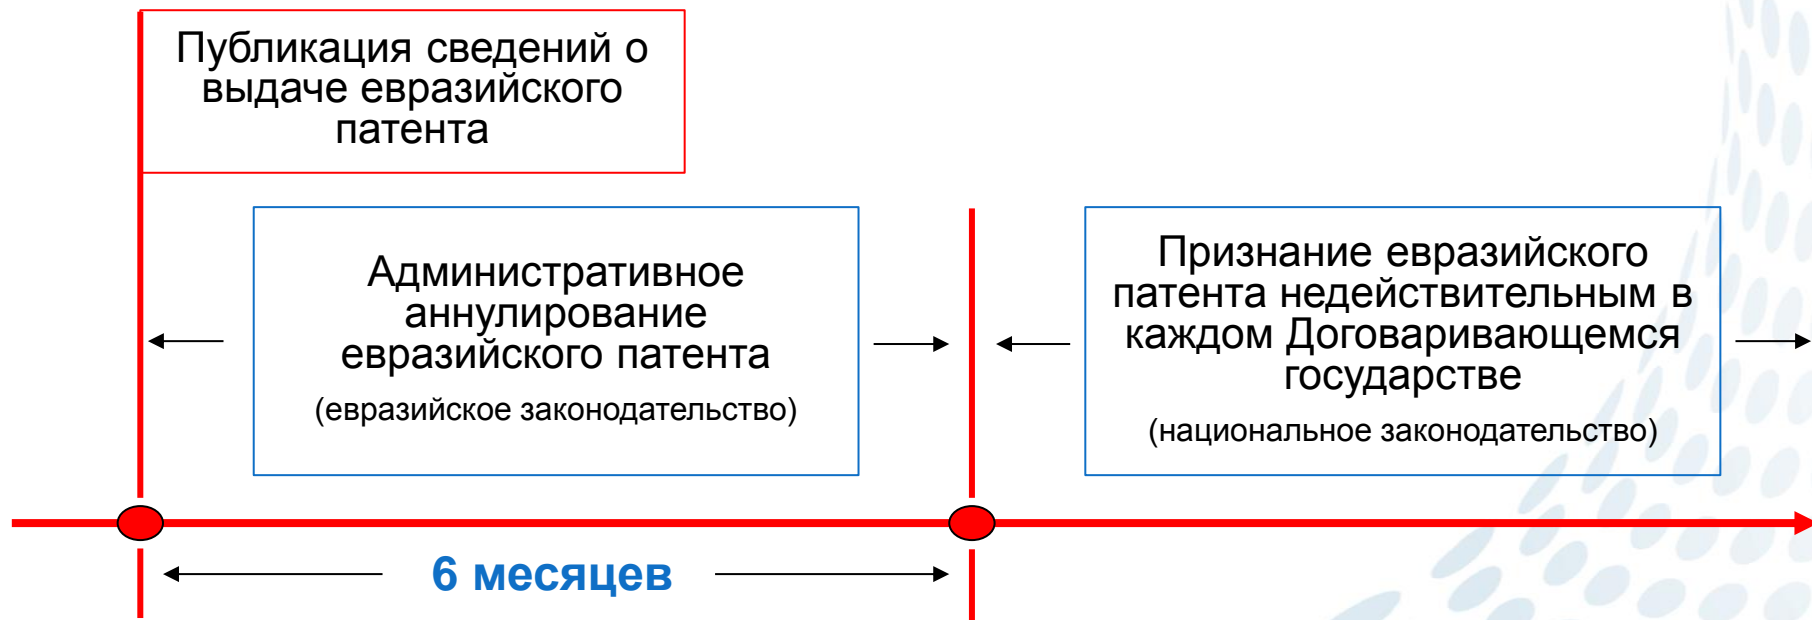 Публикация сведений о
выдаче евразийского
патента
Административное
аннулирование
евразийского патента
(евразийское законодательство)
Признание евразийского
патента недействительным в
каждом Договаривающемся
государстве
(национальное законодательство)
6 месяцев